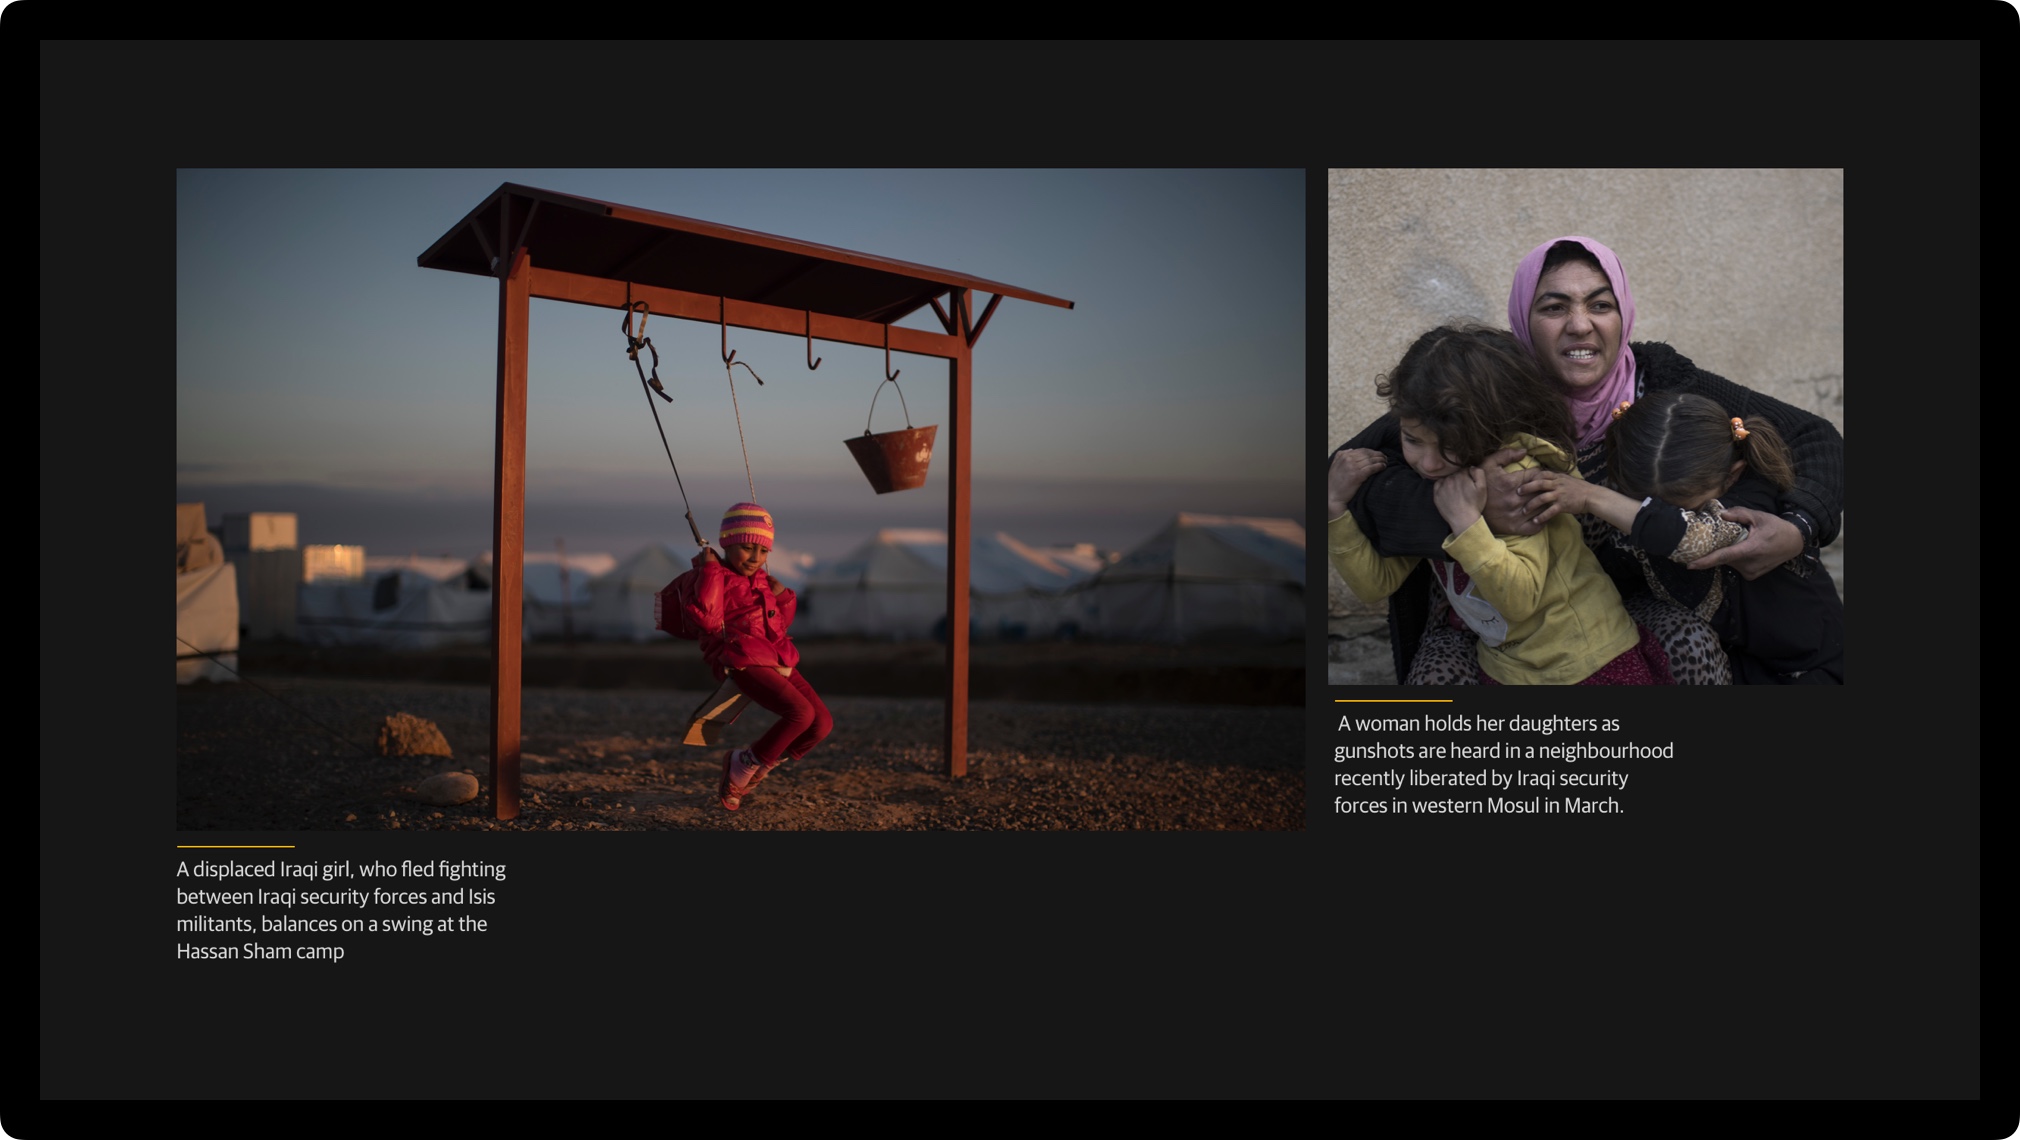 A displaced Iraqi girl, who fled fighting
between Iraqi security forces and Isis
militants, balances on a swing at the
Hassan Sham camp
A woman holds her daughters as
gunshots are heard in a neighbourhood
recently liberated by Iraqi security
forces in western Mosul in March.